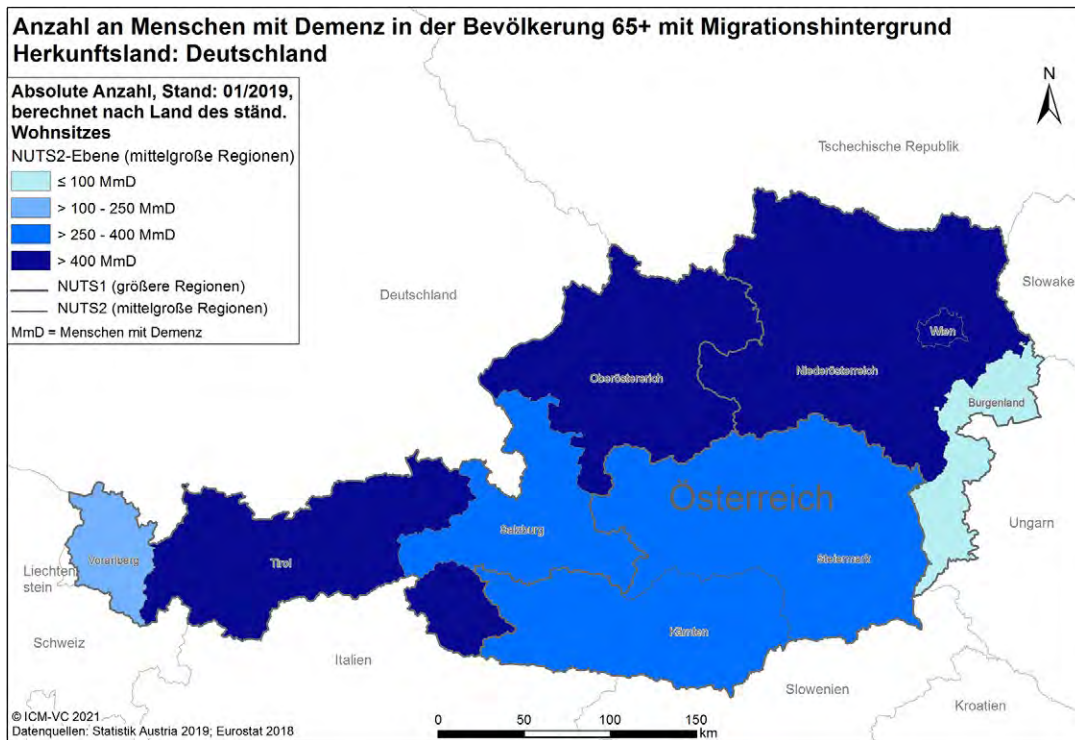 Anzahl an Menschen mit Demenz in der Bevölkerung 65+ mit Migrationshintergrund
Herkunftsland: Deutschland
Absolute Anzahl, Stand: 01/2019,
berechnet nach Land des ständ.
Wohnsitzes
NUTS2-Ebene (mittelgroße Regionen)
≤ 100 MmD
> 100 - 250 MmD
> 250 - 400 MmD
> 400 MmD
NUTS1 (größere Regionen)
NUTS2 (mittelgroße Regionen)
MmD = Menschen mit Demenz
N
Tschechische Republik
Slowake
Deutschland
Wien
Oberöstererich
Niederösterreich
Burgenland
Österreich
Ungarn
Salzburg
Steiermark
Vorarlberg
Tirol
Liechten
stein
Kärnten
Schweiz
Italien
Slowenien
Kroatien
© ICM-VC 2021
Datenquellen: Statistik Austria 2019; Eurostat 2018
0 50 100 150
km